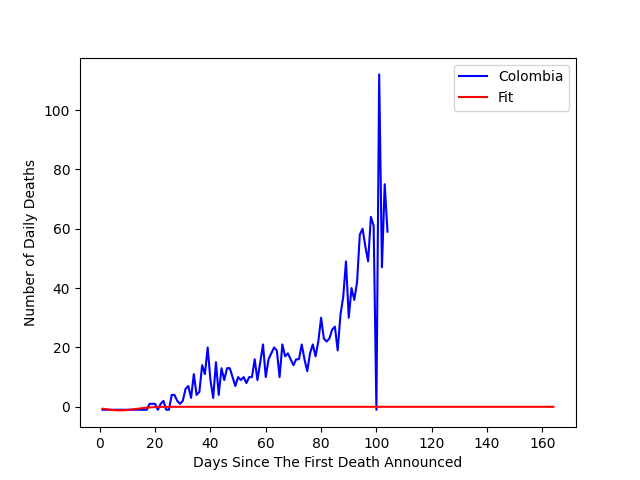 Colombia
Fit
Number of Daily Deaths
100
80
60
40
20
0
0 20 40 60 80 100 120 140 160
Days Since The First Death Announced